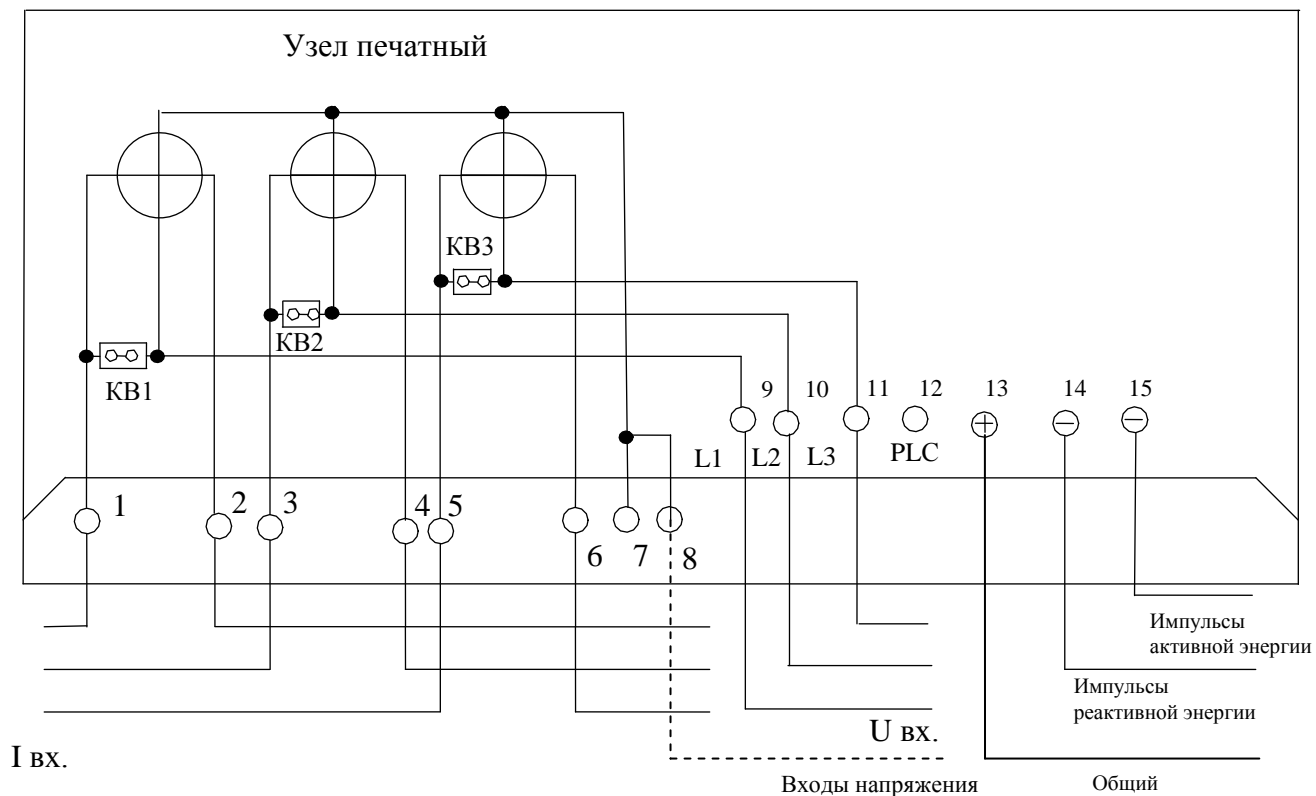 Узел печатный
КВ3
КВ2
КВ1
9 10 11 12 13 14 15
L1 L2 L3 PLC
1 2 3 4 5 6 7 8
Импульсы
активной энергии
Импульсы
реактивной энергии
U вх.
I вх.
Входы напряжения
Общий